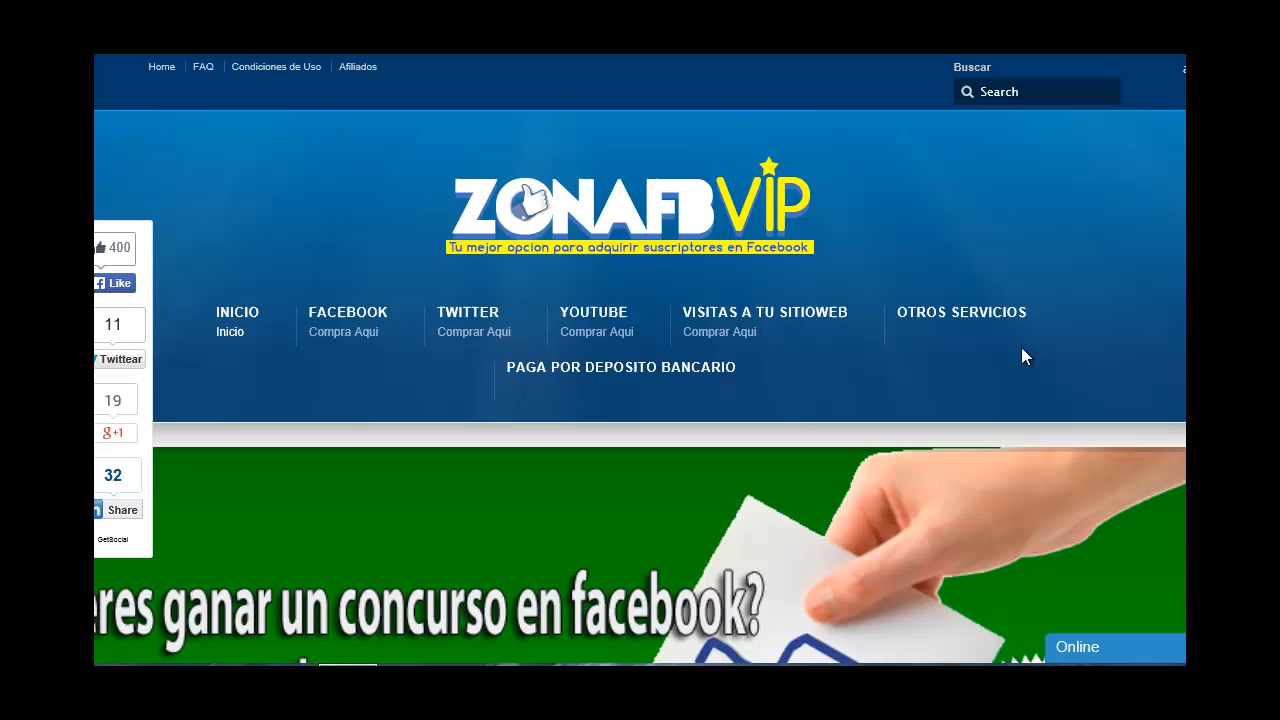 Home FAQ Condiciones de Uso Afiliados
Buscar
Search
ZONAFBVIP
Tu mejor opcion para adquirir suscriptores en Facebook
INICIO FACEBOOK TWITTER YOUTUBE VISITAS A TU SITIOWEB OTROS SERVICIOS
Inicio Compra Aqui Comprar Aqui Comprar Aqui Comprar Aqui
PAGA POR DEPOSITO BANCARIO
400
Like
11
Twittear
19
g+1
32
Share
GetSocial
eres ganar un concurso en facebook?
Online